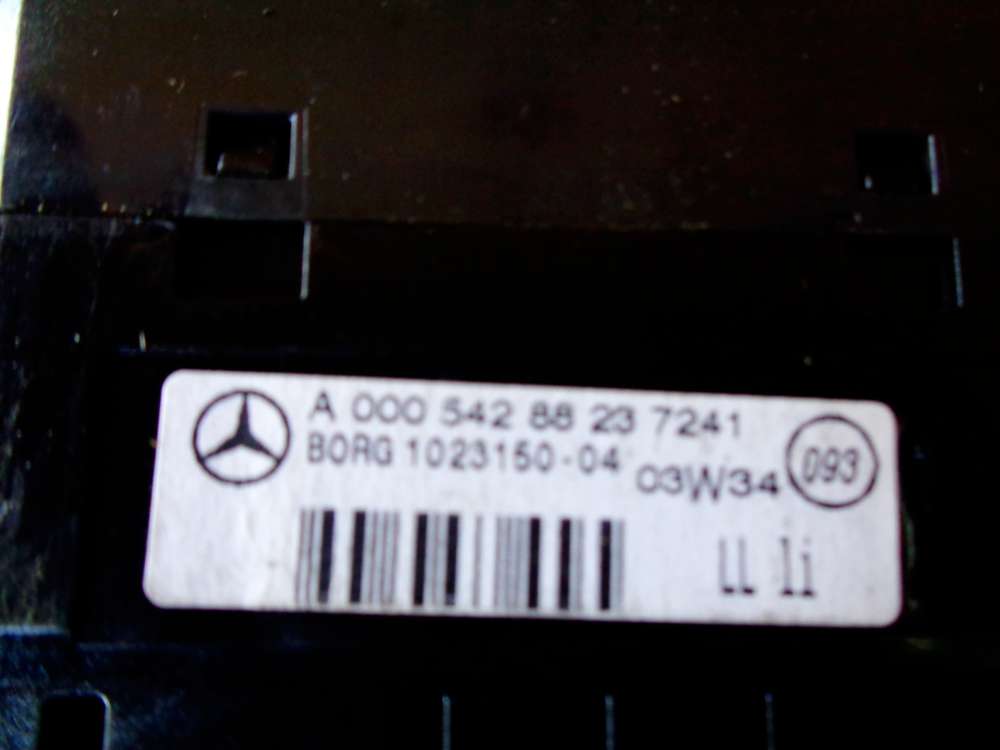 A 000 542 88 23 7241
BORG 1023150-04
03W34
093
LL 1i